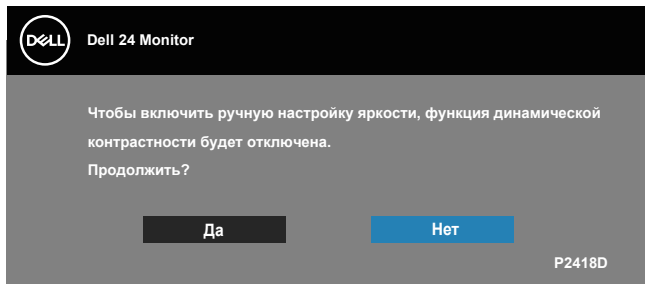 DELL
Dell 24 Monitor
Чтобы включить ручную настройку яркости, функция динамической
контрастности будет отключена.
Продолжить?
Да
Нет
P2418D